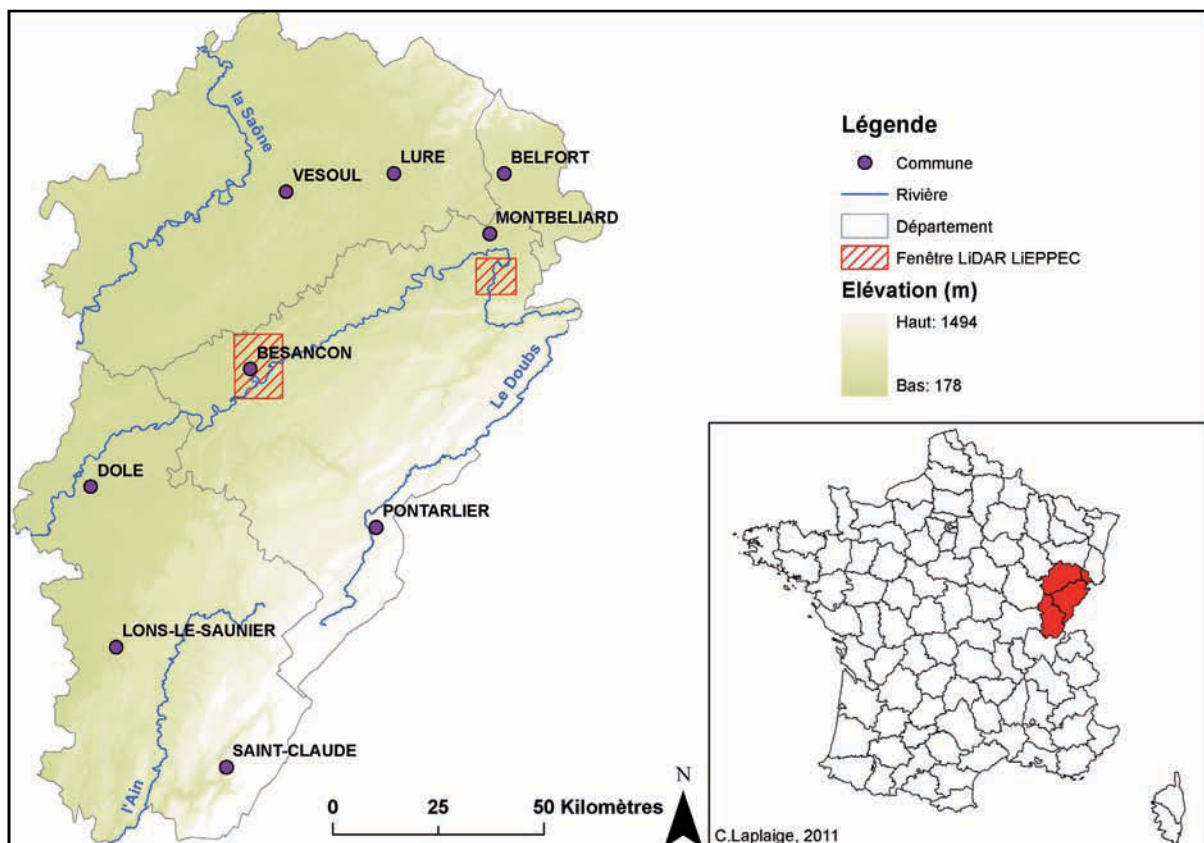 la Saône
LURE
BELFORT
VESOUL
MONTBELIARD
BESANCON
Le Doubs
DOLE
PONTARLIER
LONS-LE-SAUNIER
SAINT-CLAUDE
l'Ain
0 25 50 Kilomètres
N
Légende
Commune
Rivière
Département
Fenêtre LiDAR LiEPPEC
Elévation (m)
Haut: 1494
Bas: 178
C.Laplaige, 2011